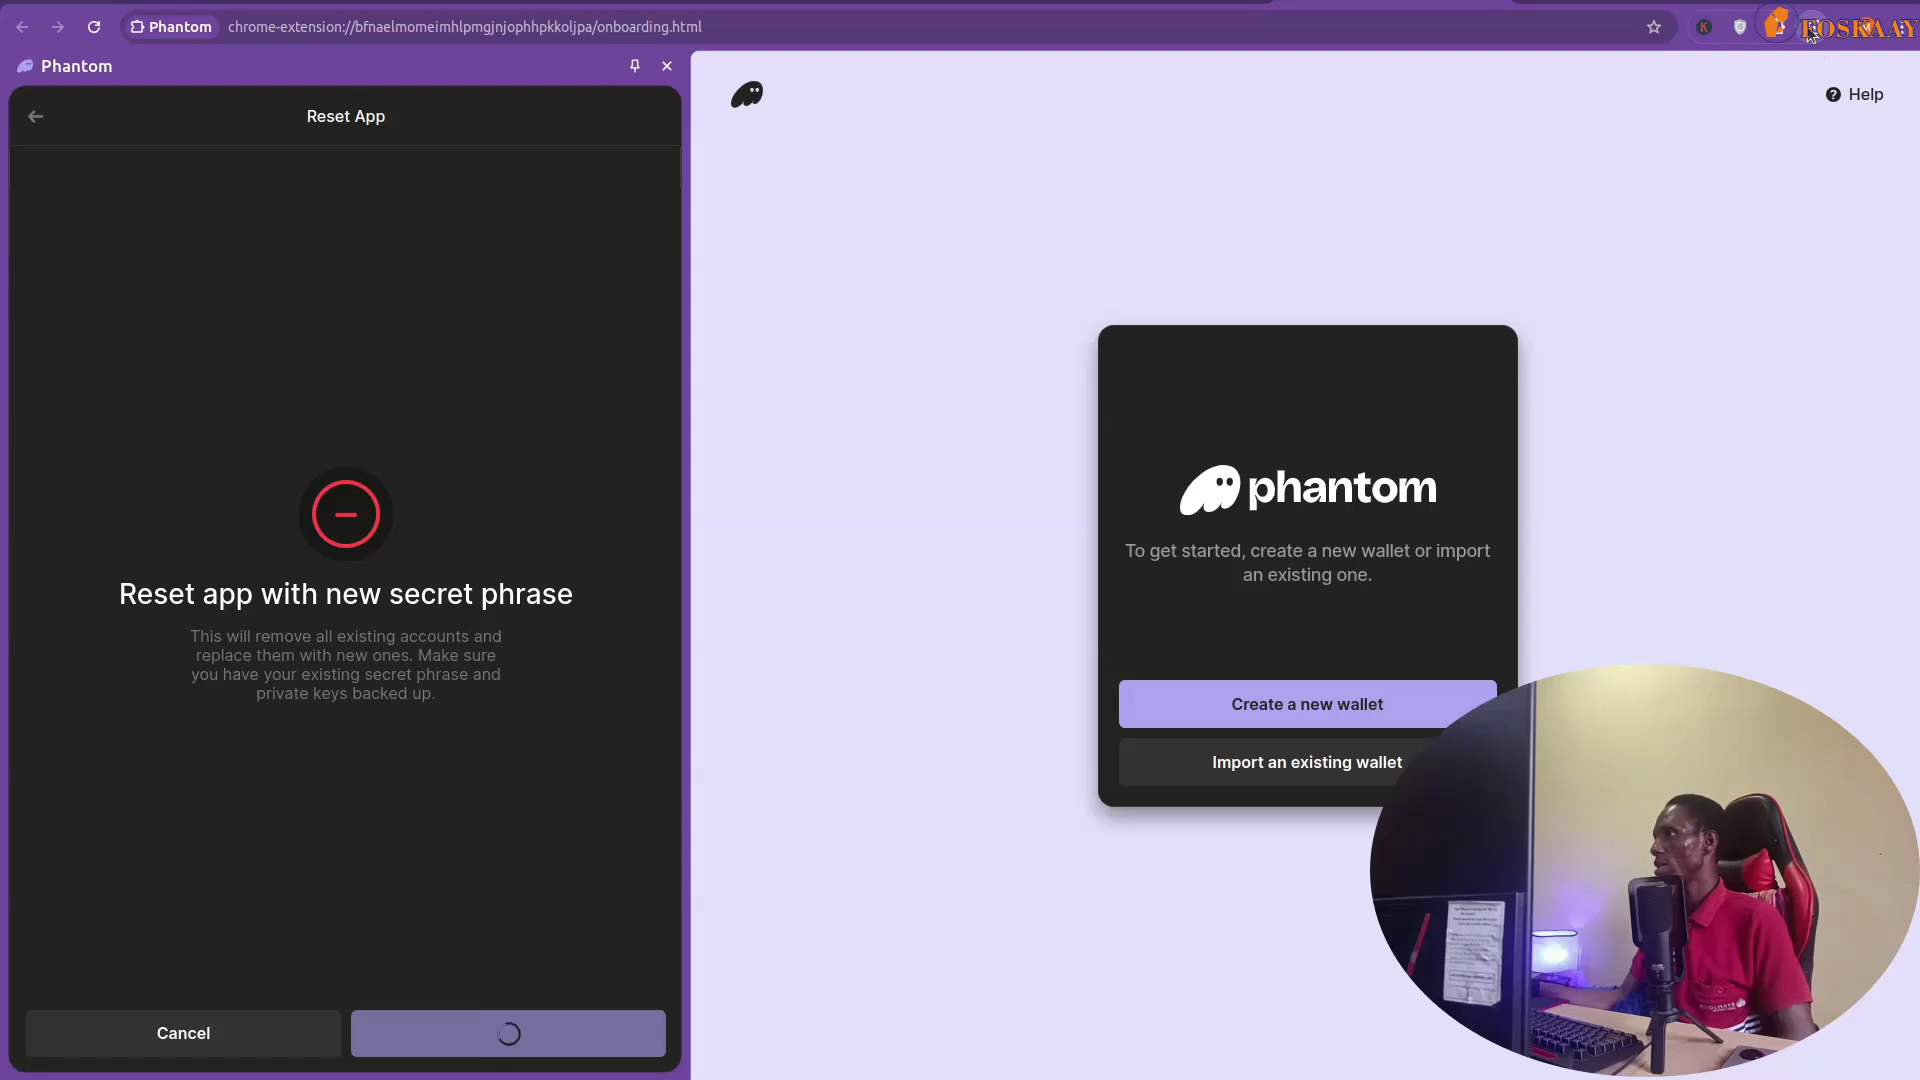 Phantom
chrome-extension://bfnaelmomeimhlpmgjnjophhpkkoljpa/onboarding.html
FOSKAAY
Phantom
Help
Reset App
phantom
To get started, create a new wallet or import
an existing one.
Reset app with new secret phrase
This will remove all existing accounts and
replace them with new ones. Make sure
you have your existing secret phrase and
private keys backed up.
Create a new wallet
Import an existing wallet
Cancel